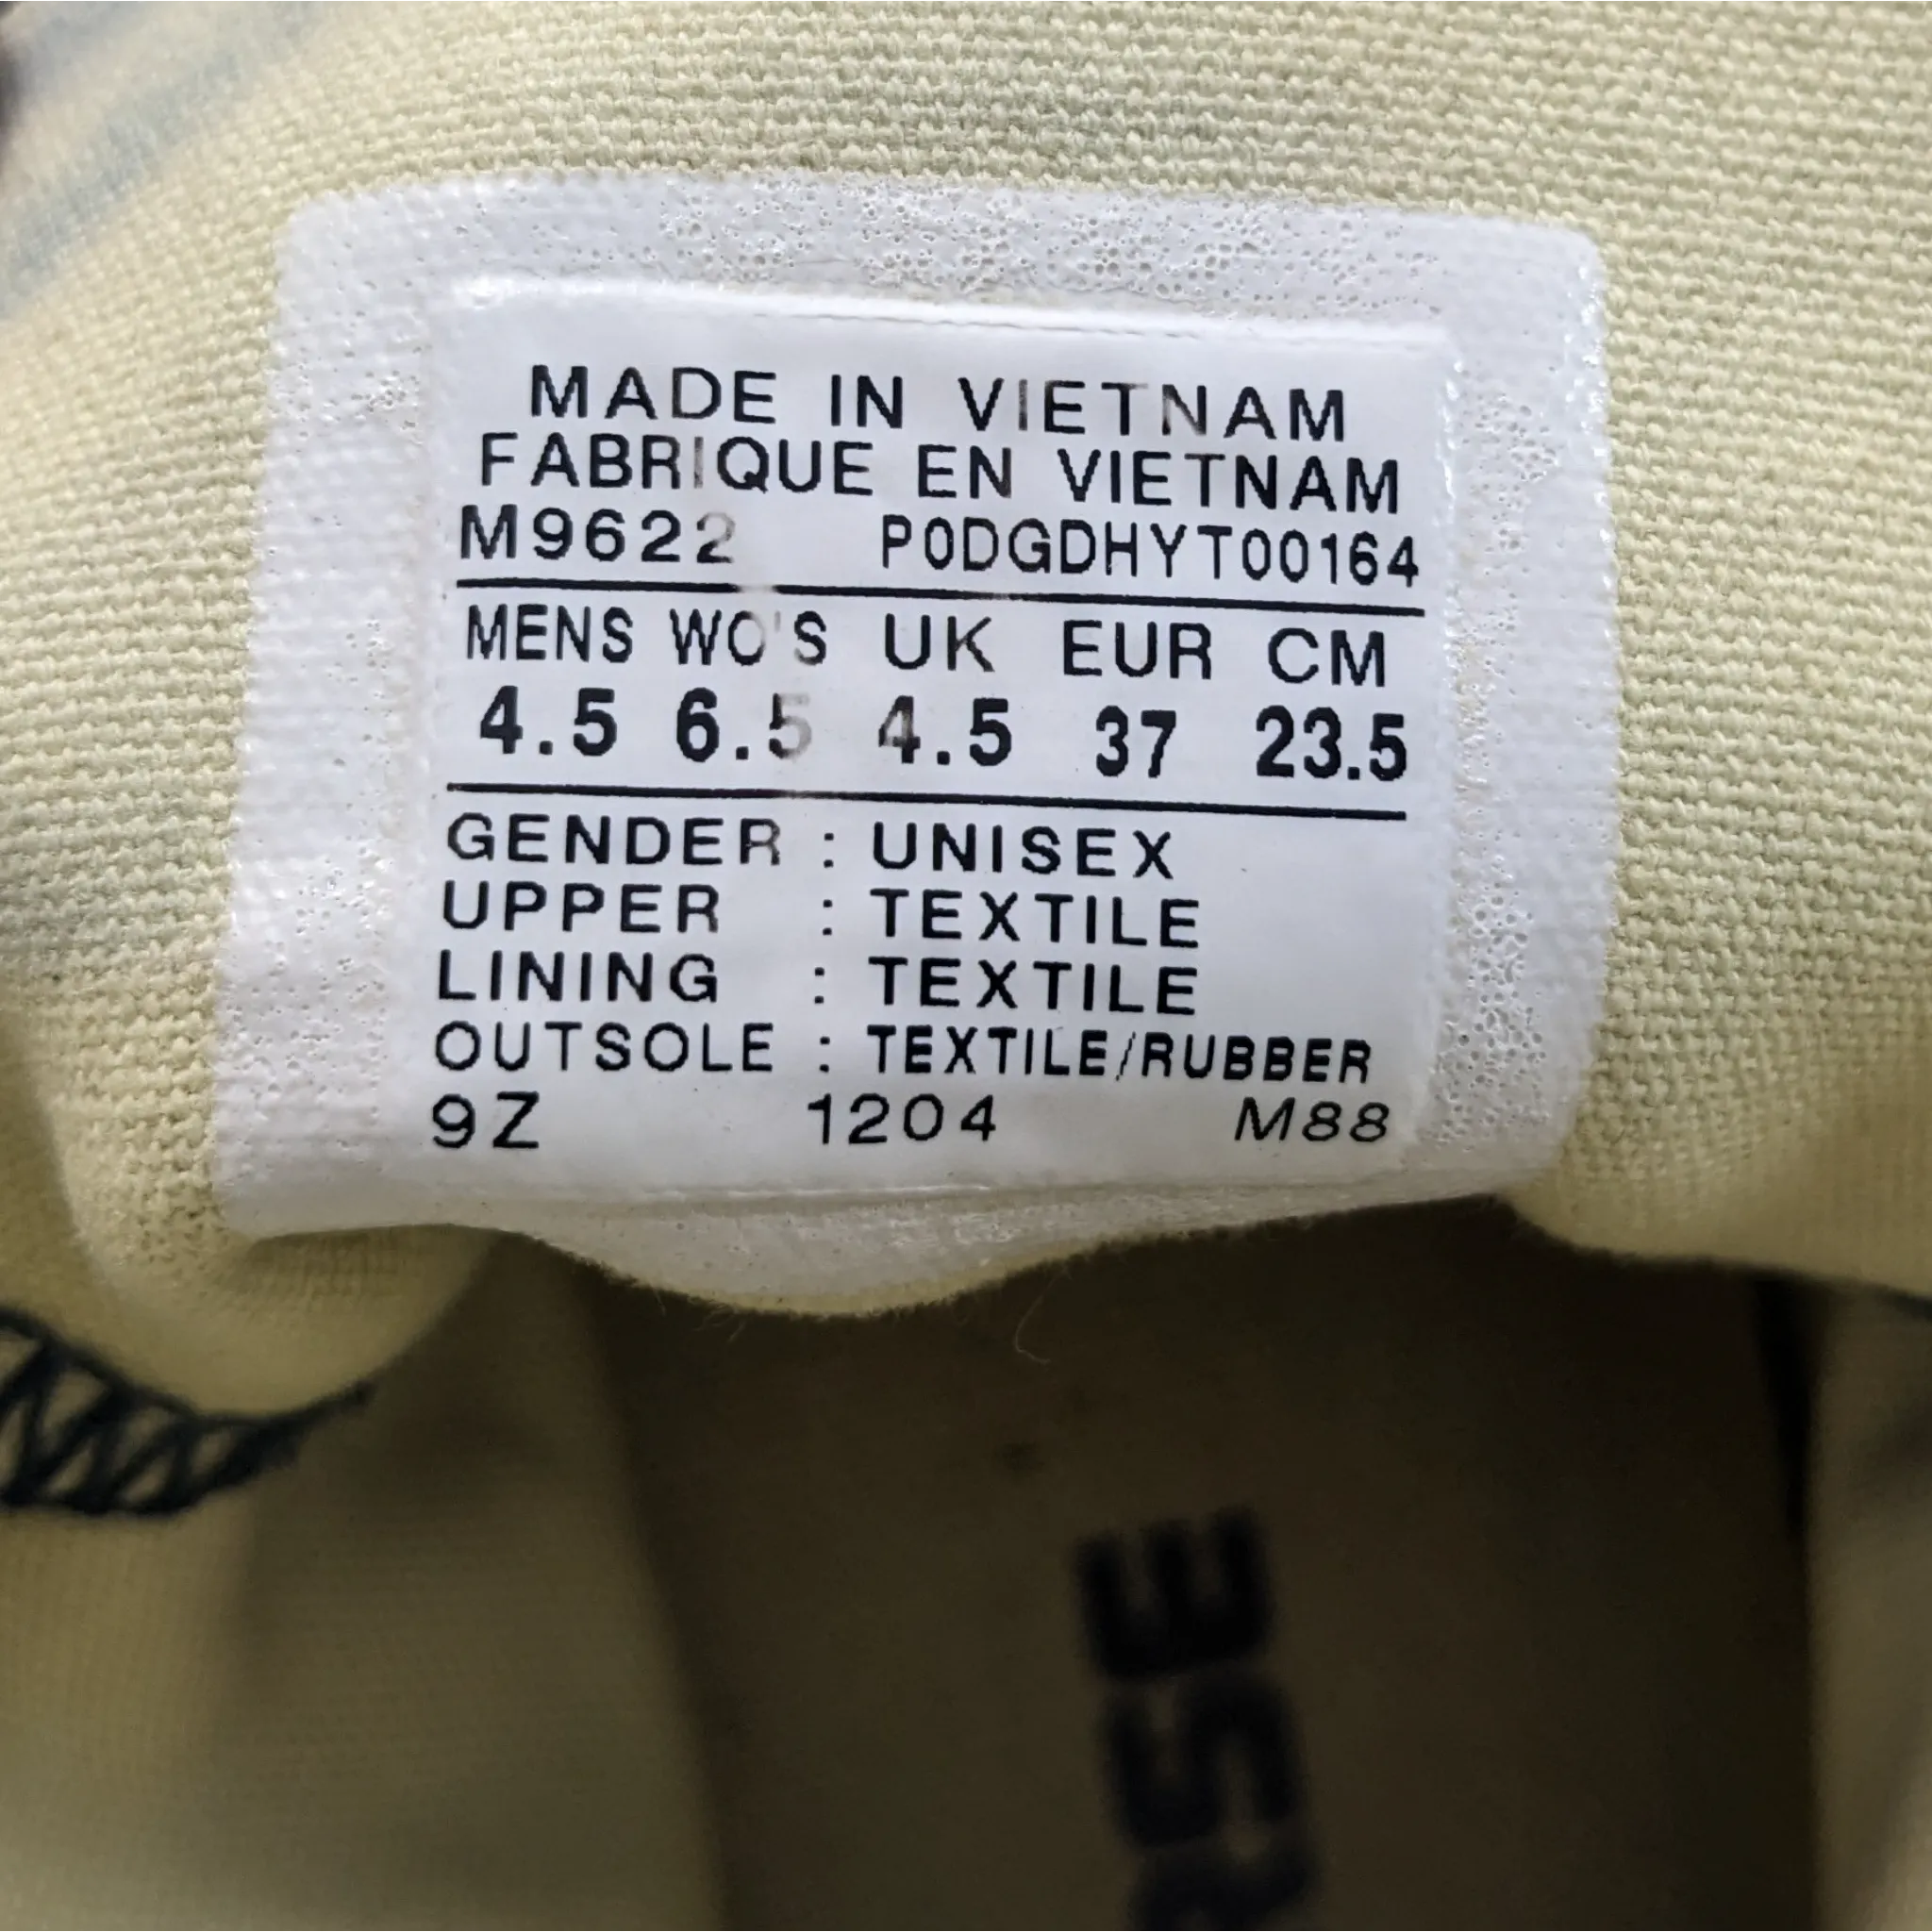 MADE IN VIETNAM
FABRIQUE EN VIETNAM
M9622 P0DGDHYT00164
MENS WO'S UK EUR CM
4.5 6.5 4.5 37 23.5
GENDER : UNISEX
UPPER : TEXTILE
LINING : TEXTILE
OUTSOLE : TEXTILE/RUBBER
9Z 1204 M88
RSE